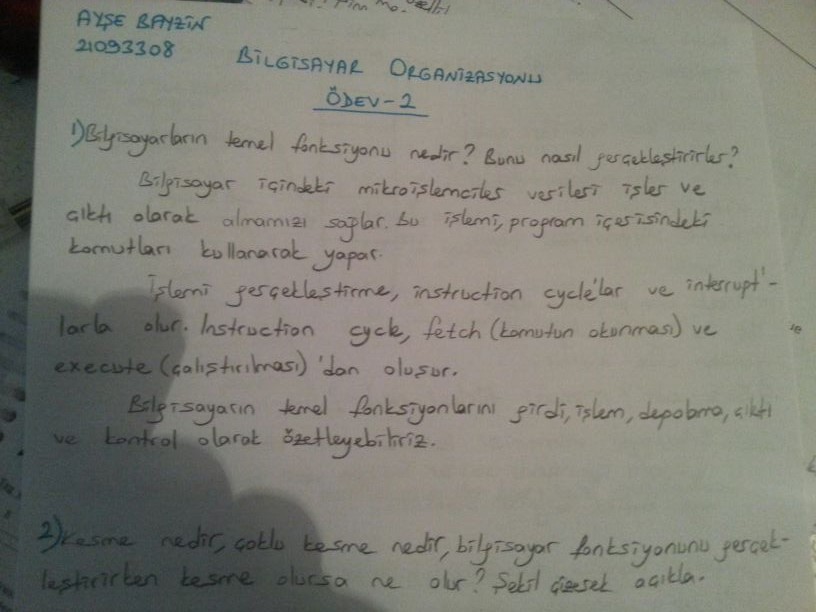 AYŞE BAYZİN
21093308
BİLGİSAYAR ORGANİZASYONU
ÖDEV-2
1) Bilgisayarların temel fonksiyonu nedir? Bunu nasıl gerçekleştirirler?
Bilgisayar içindeki mikroişlemciler verileri işler ve
çıktı olarak almamızı sağlar. bu işlemi, program içerisindeki
komutları kullanarak yapar.
İşlemi gerçekleştirme, instruction cycle'lar ve interrupt'-
larla olur. Instruction cycle, fetch (komutun okunması) ve
execute (çalıştırılması) 'dan oluşur.
Bilgisayarın temel fonksiyonlarını girdi, işlem, depolama, çıktı
ve kontrol olarak özetleyebiliriz.
2) Kesme nedir, çoklu kesme nedir, bilgisayar fonksiyonunu gerçek-
leştirirken kesme olursa ne olur? Şekil çizerek açıkla.